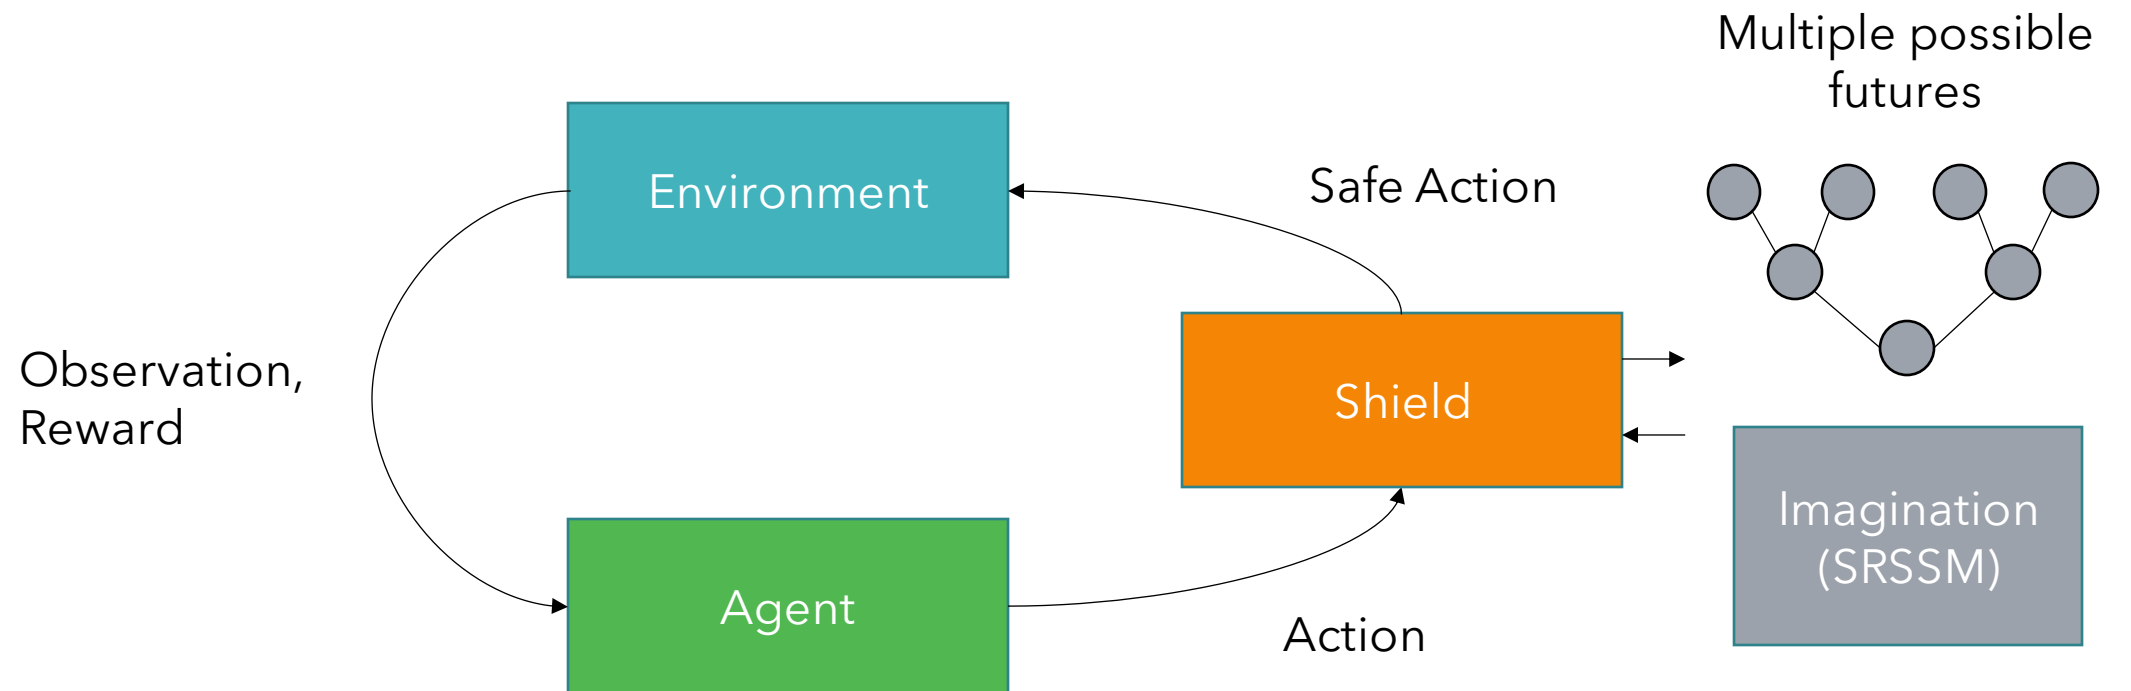 Multiple possible
futures
Environment
Safe Action
Observation,
Reward
Shield
Imagination
(SRSSM)
Agent
Action